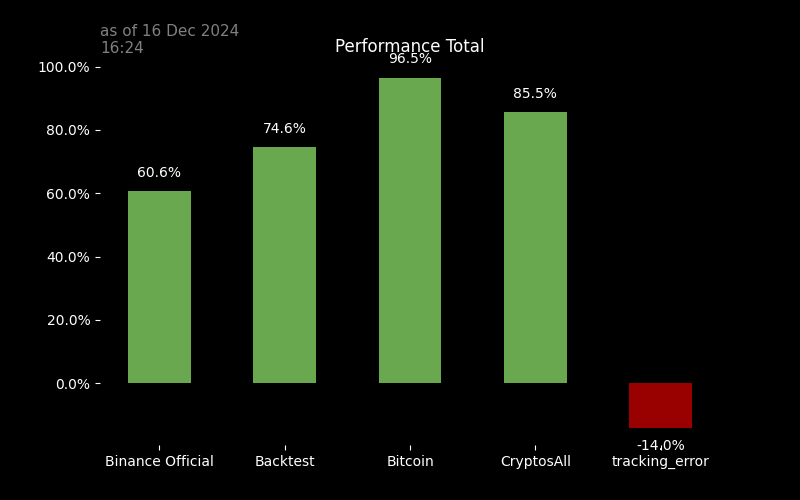 as of 16 Dec 2024
16:24
Performance Total
100.0%
80.0%
60.0%
40.0%
20.0%
0.0%
60.6%
74.6%
96.5%
85.5%
-14.0%
Binance Official
Backtest
Bitcoin
CryptosAll
tracking_error